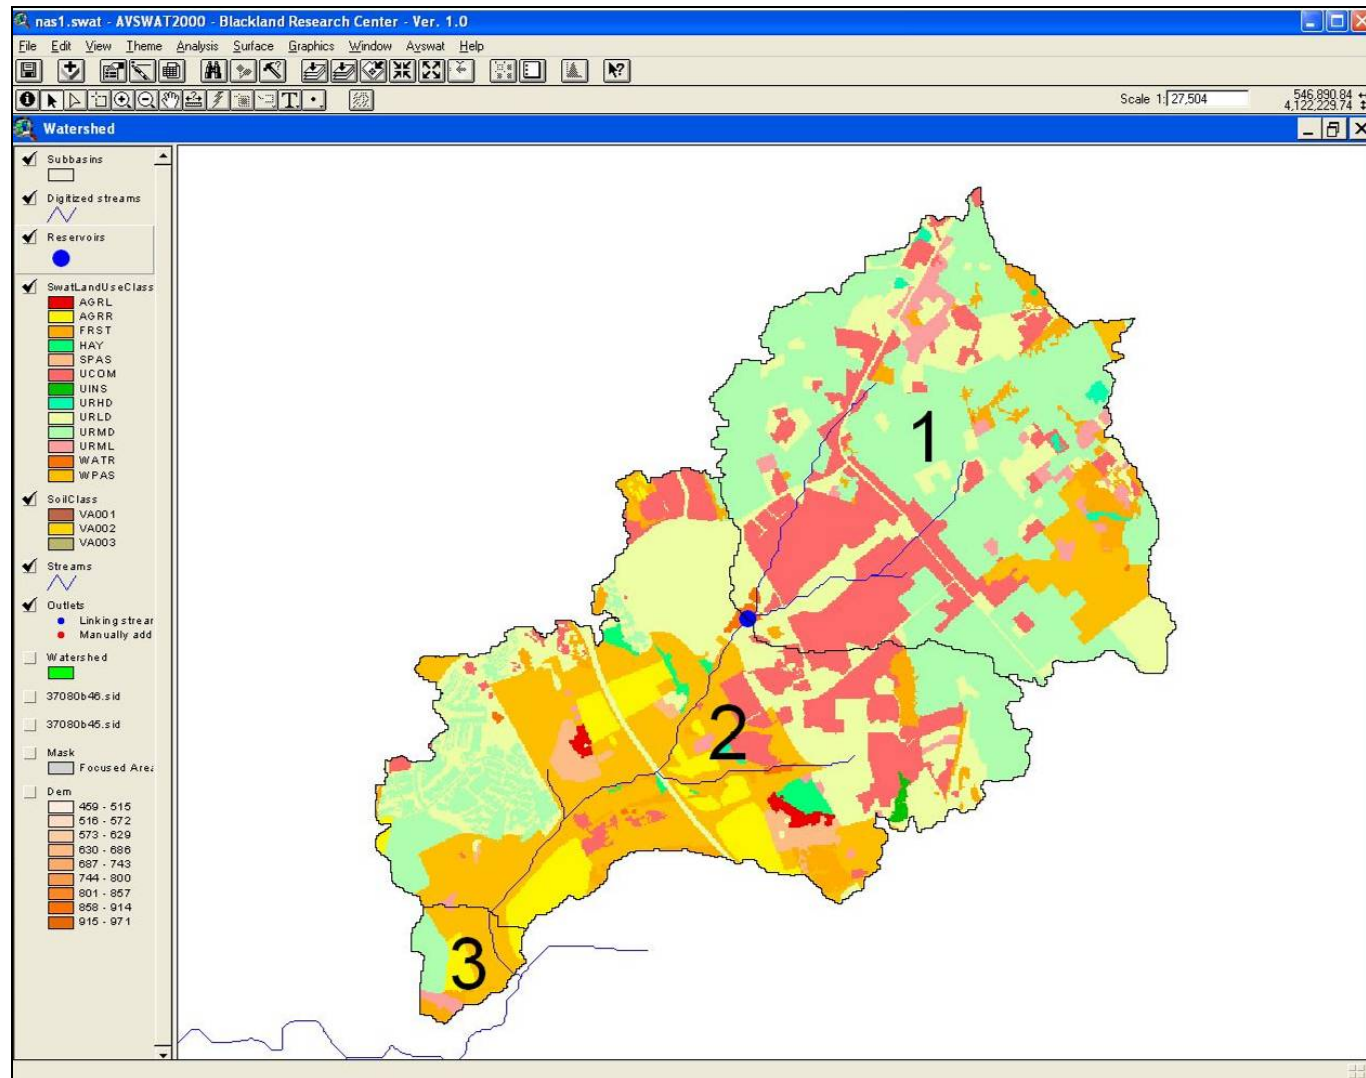 nas1.swat - AVSWAT2000 - Blackland Research Center - Ver. 1.0
File Edit View Theme Analysis Surface Graphics Window Avswat Help
Scale 1: 27,504
546,890.84
4,122,229.74
Watershed
Subbasins
Digitized streams
Reservoirs
SwatLandUseClass
AGRL
AGRR
FRST
HAY
SPAS
UCOM
UINS
URHD
URLD
URMD
URML
WATR
WPAS
SoilClass
VA001
VA002
VA003
Streams
Outlets
Linking strear
Manually add
Watershed
37080b46.sid
37080b45.sid
Mask
Focused Area
Dem
459 - 515
516 - 572
573 - 629
630 - 686
687 - 743
744 - 800
801 - 857
858 - 914
915 - 971
1
2
3